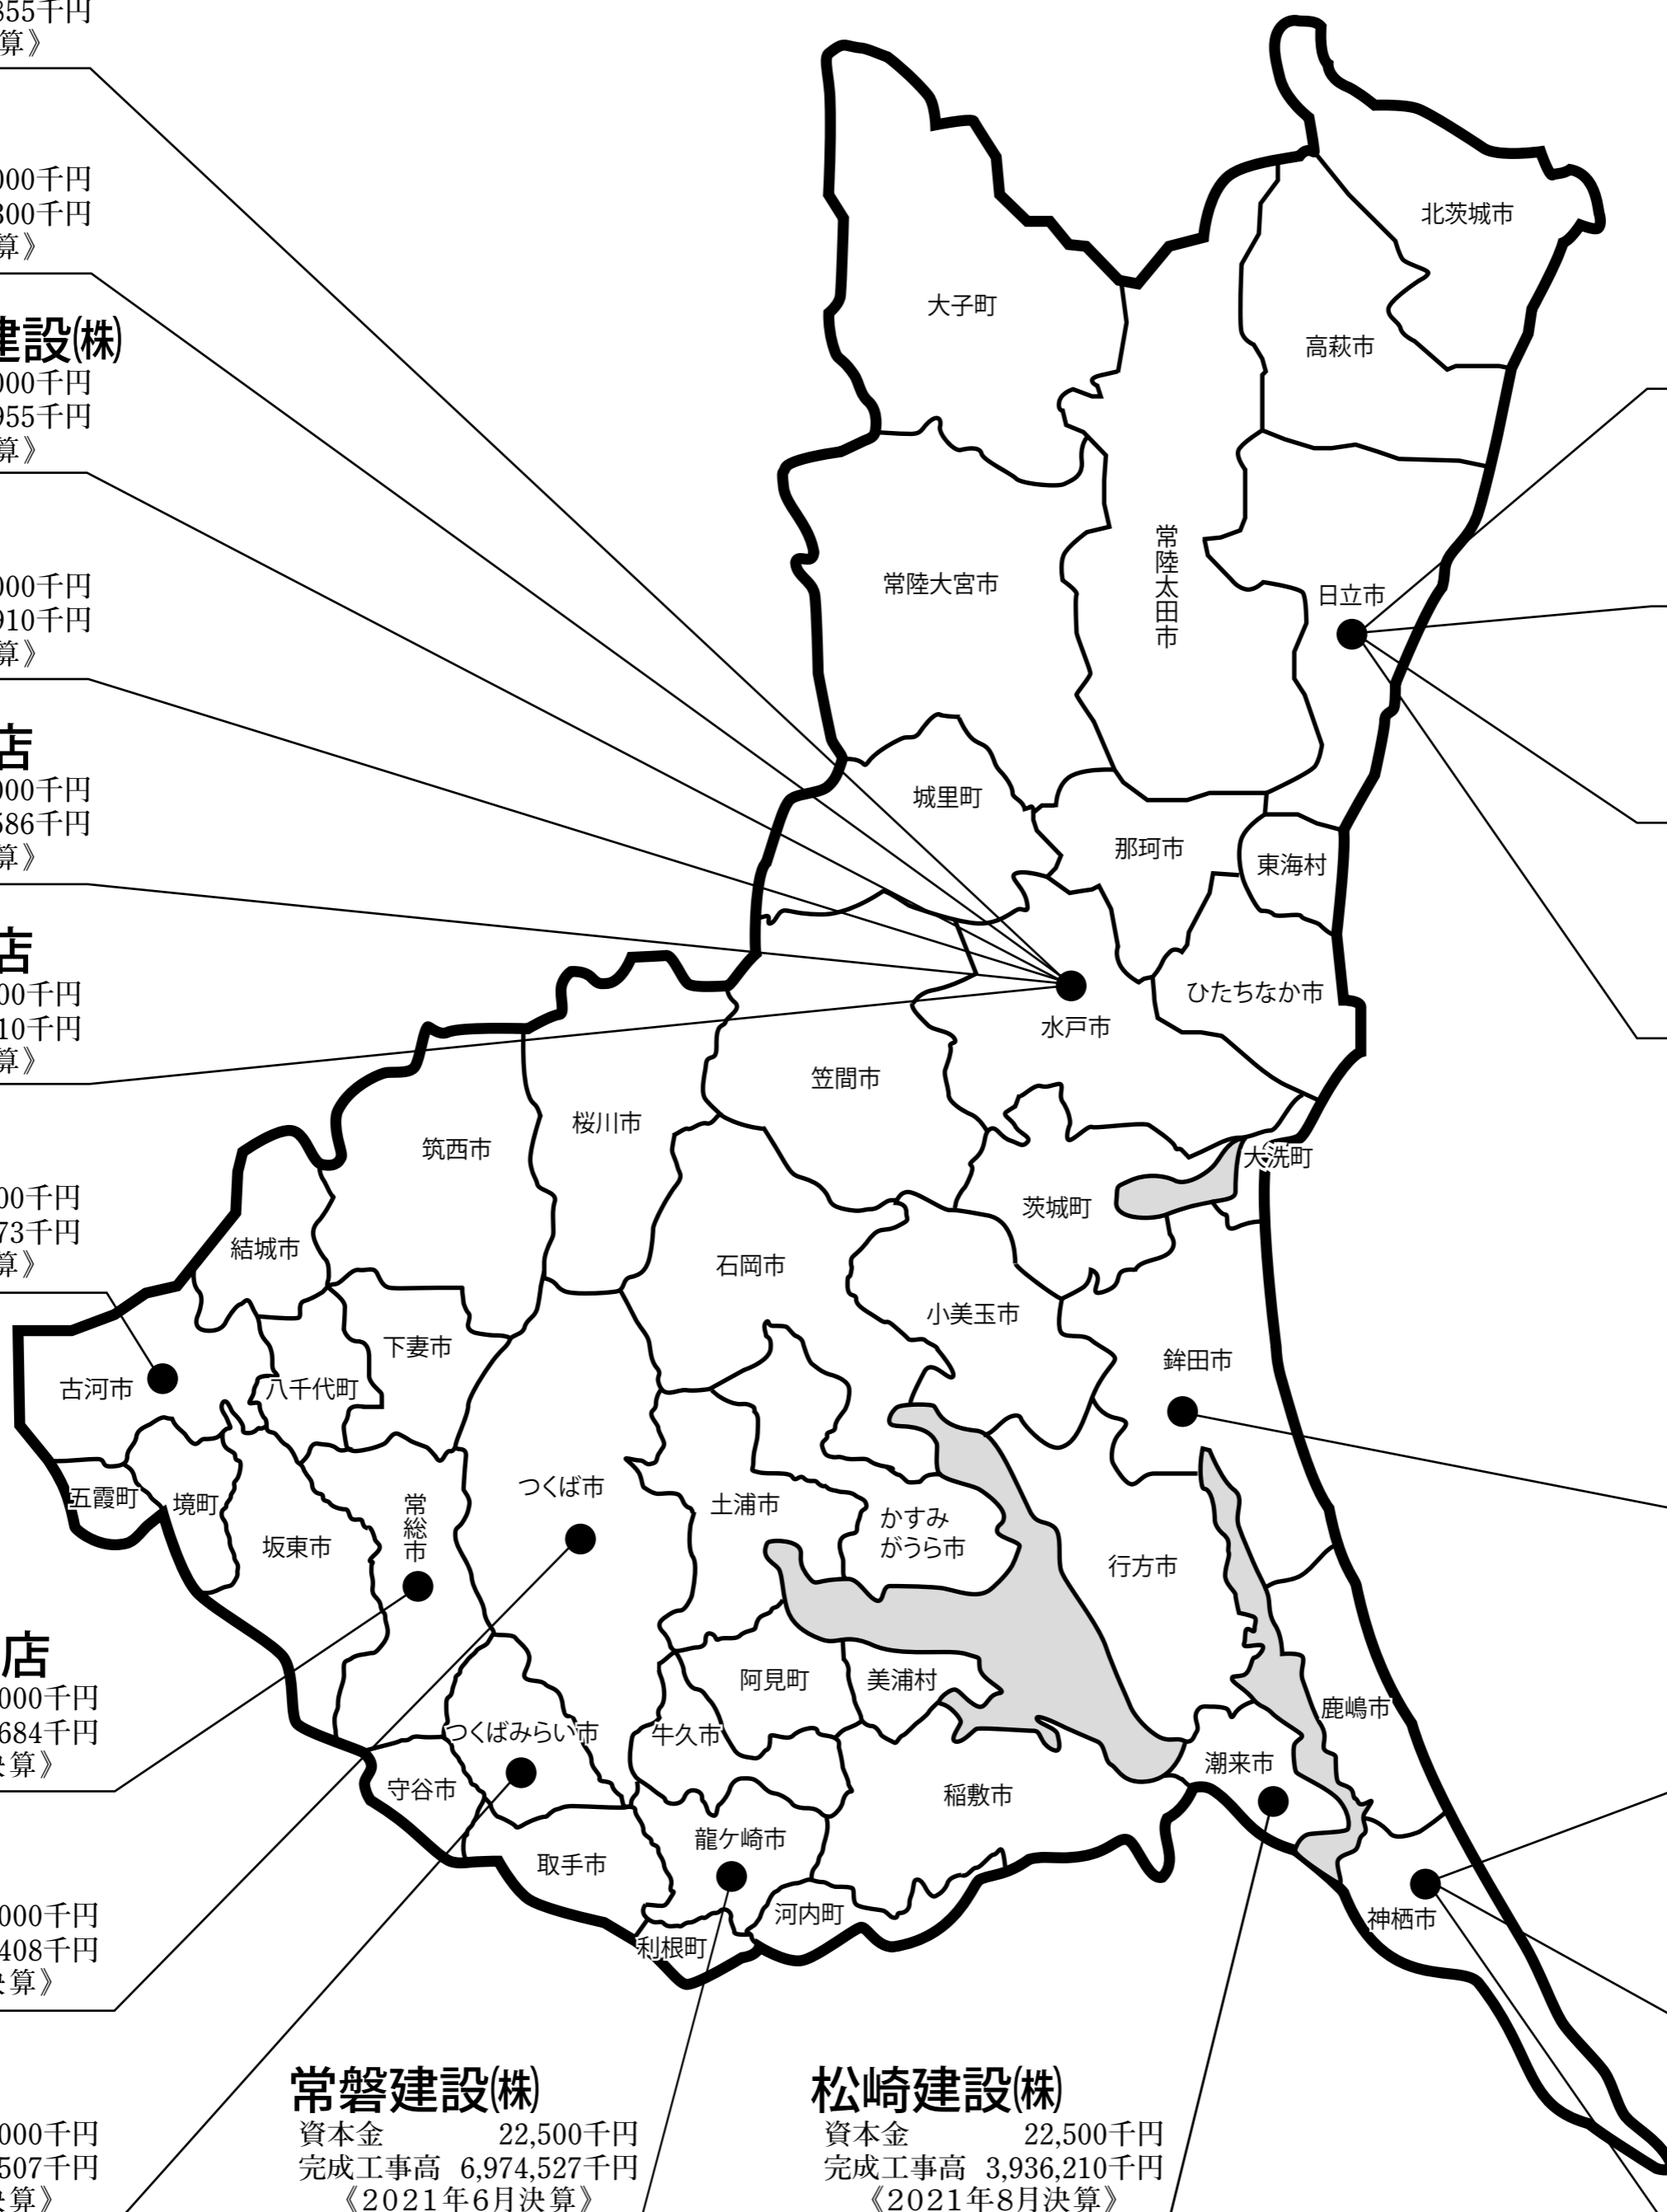 855千円
算》
000千円
300千円
算》
建設㈱
000千円
955千円
算》
000千円
910千円
算》
店
000千円
586千円
算》
店
00千円
10千円
算》
00千円
73千円
算》
店
000千円
684千円
決算》
000千円
408千円
決算》
000千円
507千円
決算》
北茨城市
大子町
高萩市
常陸太田市
常陸大宮市
日立市
城里町
那珂市
東海村
ひたちなか市
水戸市
笠間市
桜川市
筑西市
大洗町
茨城町
結城市
石岡市
小美玉市
下妻市
鉾田市
古河市
八千代町
つくば市
五霞町
境町
常総市
土浦市
かすみ
がうら市
坂東市
行方市
阿見町
美浦村
鹿嶋市
つくばみらい市
牛久市
潮来市
守谷市
稲敷市
龍ケ崎市
取手市
河内町
神栖市
利根町
常磐建設㈱
資本金 22,500千円
完成工事高 6,974,527千円
《2021年6月決算》
松崎建設㈱
資本金 22,500千円
完成工事高 3,936,210千円
《2021年8月決算》